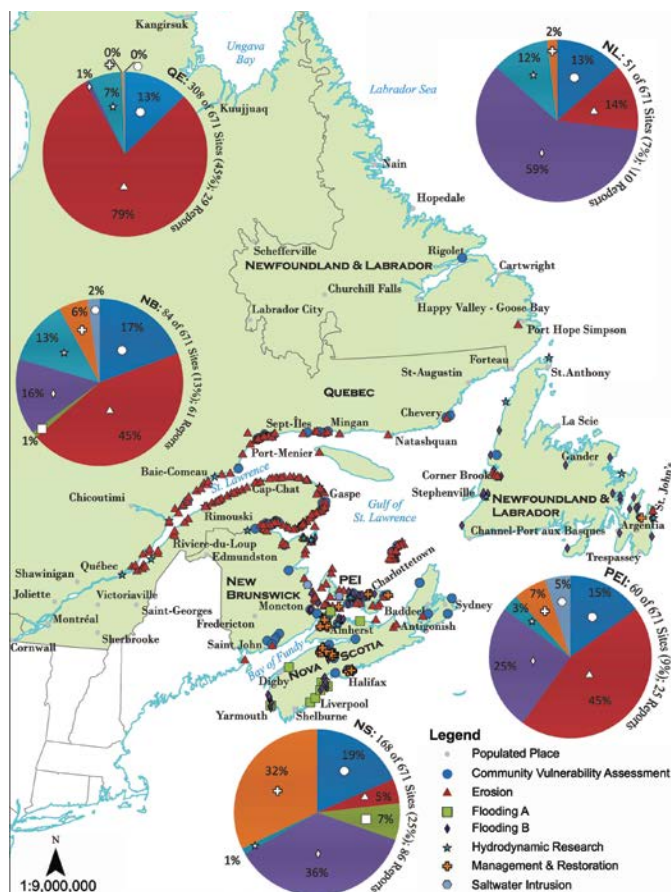 Kangirsuk
Ungava
Bay
Kuujjuaq
Labrador Sea
0%
0%
1%
7%
13%
79%
QE: 308 of 671 Sites (45%); 29 Reports
2%
12%
13%
14%
59%
NL: 51 of 671 Sites (7%); \10 Reports
Nain
Hopedale
Schefferville
Rigolet
NEWFOUNDLAND & LABRADOR
Cartwright
Churchill Falls
Labrador City
Happy Valley - Goose Bay
Port Hope Simpson
2%
6%
17%
13%
16%
1%
45%
NB: 84 of 671 Sites (13%); 61 Reports
Forteau
St-Augustin
St.Anthony
QUEBEC
Chevery
La Scie
Sept-Îles
Mingan
Natashquan
Gander
Port-Menier
Baie-Comeau
St. Lawrence
Corner Brook
St. John's
Cap-Chat
Gaspe
Stephenville
NEWFOUNDLAND &
LABRADOR
Chicoutimi
Rimouski
Gulf of
St. Lawrence
Argentia
Riviere-du-Loup
Channel-Port aux Basques
Edmundston
Trespassey
Québec
Shawinigan
Victoriaville
Joliette
Saint-Georges
Montréal
Sherbrooke
Cornwall
NEW
BRUNSWICK
PEI
Charlottetown
Moncton
Baddeck
Sydney
Fredericton
Amherst
Antigonish
Saint John
Bay of Fundy
NOVA
SCOTIA
Digby
Halifax
Liverpool
Yarmouth
Shelburne
5%
7%
15%
3%
25%
45%
PEI: 60 of 671 Sites (9%); 25 Reports
19%
32%
5%
7%
1%
36%
NS: 168 of 671 Sites (25%); 86 Reports
Legend
Populated Place
Community Vulnerability Assessment
Erosion
Flooding A
Flooding B
Hydrodynamic Research
Management & Restoration
Saltwater Intrusion
N
1:9,000,000